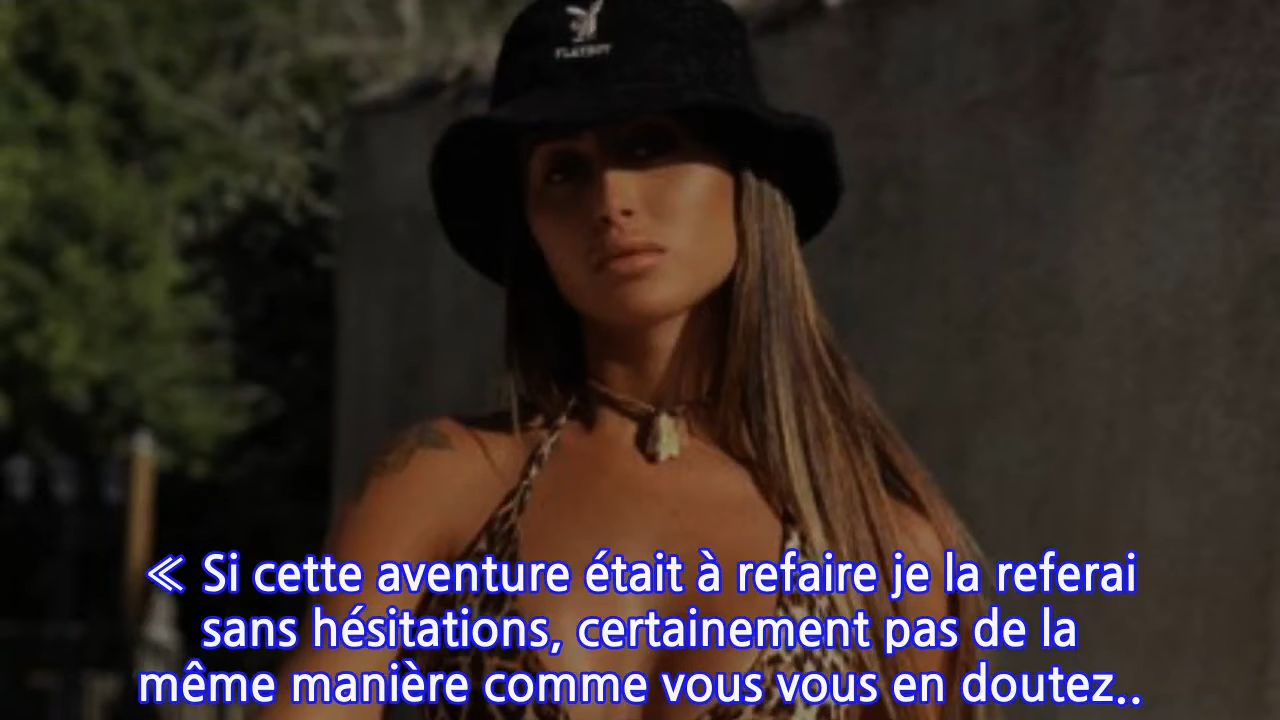 PLAYBOY
≪ Si cette aventure était à refaire je la referai
sans hésitations, certainement pas de la
même manière comme vous vous en doutez..